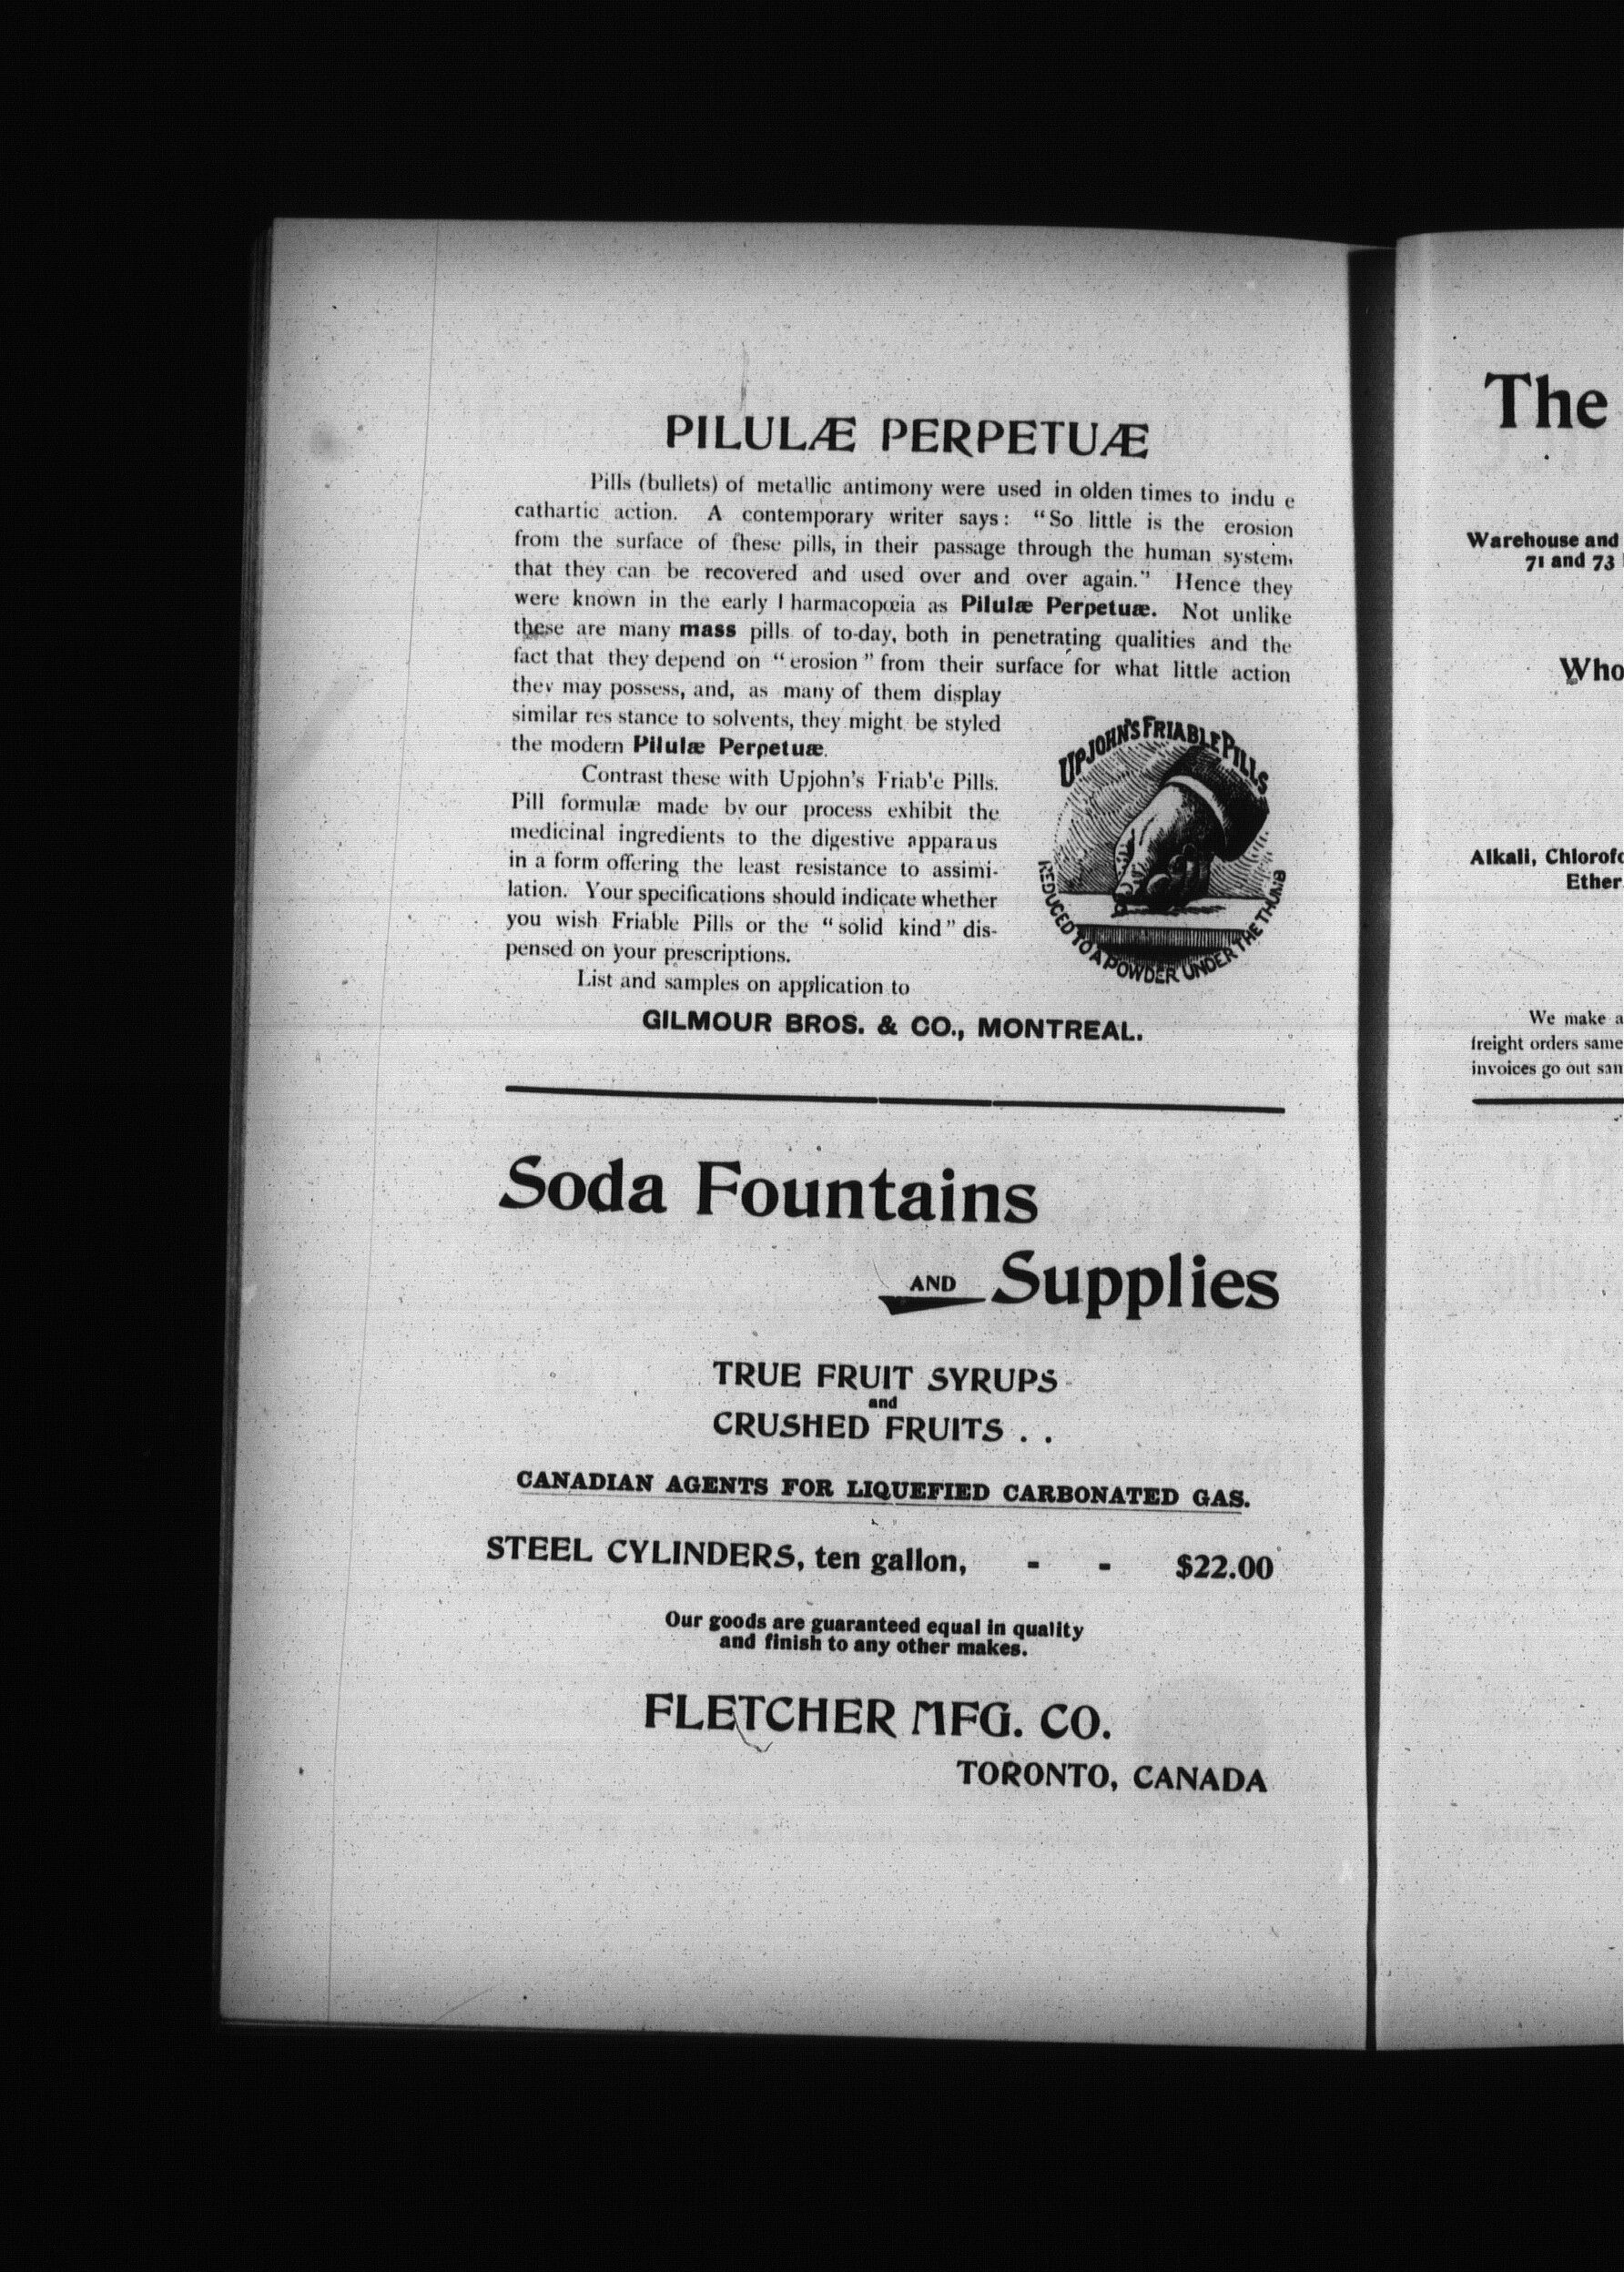 PILULÆ PERPETUÆ
Pills (bullets) of metallic antimony were used in olden times to indu e
cathartic action. A contemporary writer says: “So little is the erosion
from the surface of these pills, in their passage through the human system,
that they can be recovered and used over and over again.” Hence they
were known in the early l harmacopœia as Pilulæ Perpetuæ. Not unlike
these are many mass pills of to-day, both in penetrating qualities and the
fact that they depend on “erosion” from their surface for what little action
they may possess, and, as many of them display
similar res stance to solvents, they might be styled
the modern Pilulæ Perpetuæ.
Contrast these with Upjohn's Friab'e Pills.
Pill formulæ made by our process exhibit the
medicinal ingredients to the digestive appara us
in a form offering the least resistance to assimi-
lation. Your specifications should indicate whether
you wish Friable Pills or the “solid kind” dis-
pensed on your prescriptions.
List and samples on application to
UPJOHN'S FRIABLE PILLS
REDUCED TO A POWDER UNDER THE THUMB
GILMOUR BROS. & CO., MONTREAL.
Soda Fountains
AND Supplies
TRUE FRUIT SYRUPS
and
CRUSHED FRUITS . .
CANADIAN AGENTS FOR LIQUEFIED CARBONATED GAS.
STEEL CYLINDERS, ten gallon, - - $22.00
Our goods are guaranteed equal in quality
and finish to any other makes.
FLETCHER MFG. CO.
TORONTO, CANADA
The
Warehouse and
71 and 73
Who
Alkali, Chlorofo
Ether
We make a
freight orders same
invoices go out sam